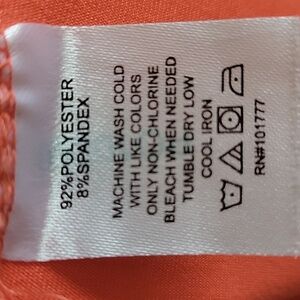 92%POLYESTER
8%SPANDEX
MACHINE WASH COLD
WITH LIKE COLORS
ONLY NON-CHLORINE
BLEACH WHEN NEEDED
TUMBLE DRY LOW
COOL IRON
RN#101777